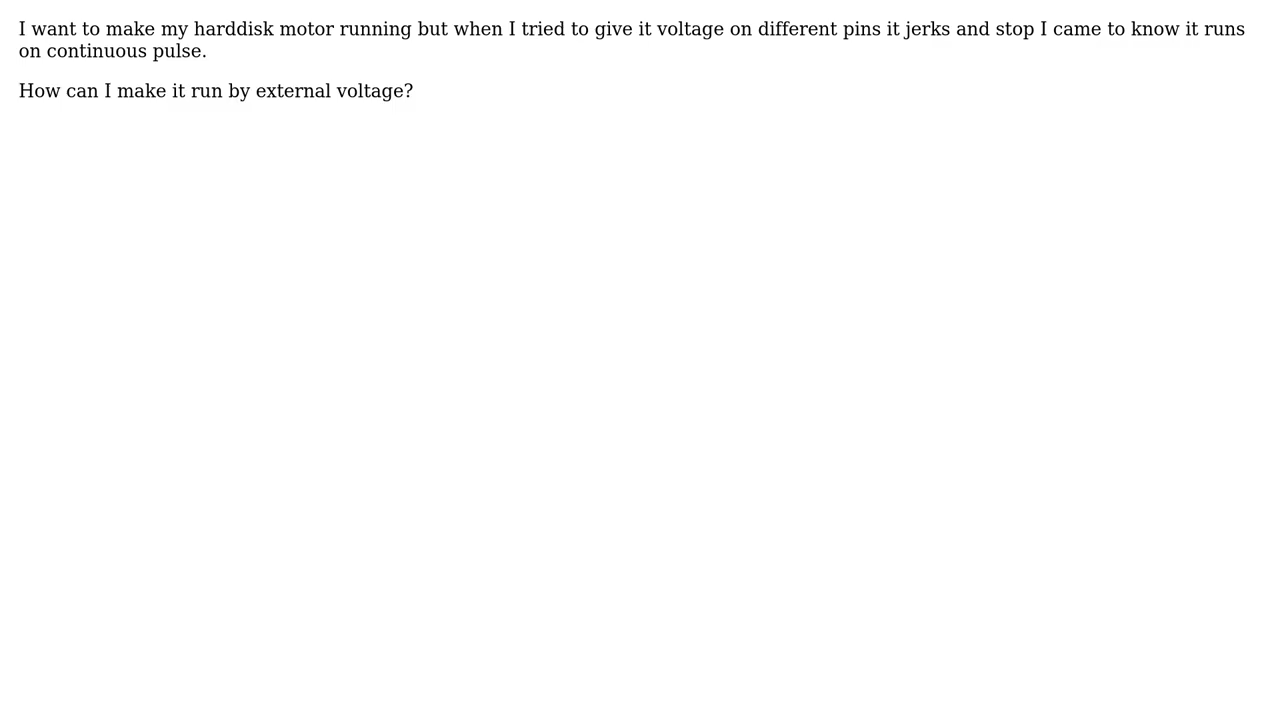 I want to make my harddisk motor running but when I tried to give it voltage on different pins it jerks and stop I came to know it runs
on continuous pulse.
How can I make it run by external voltage?